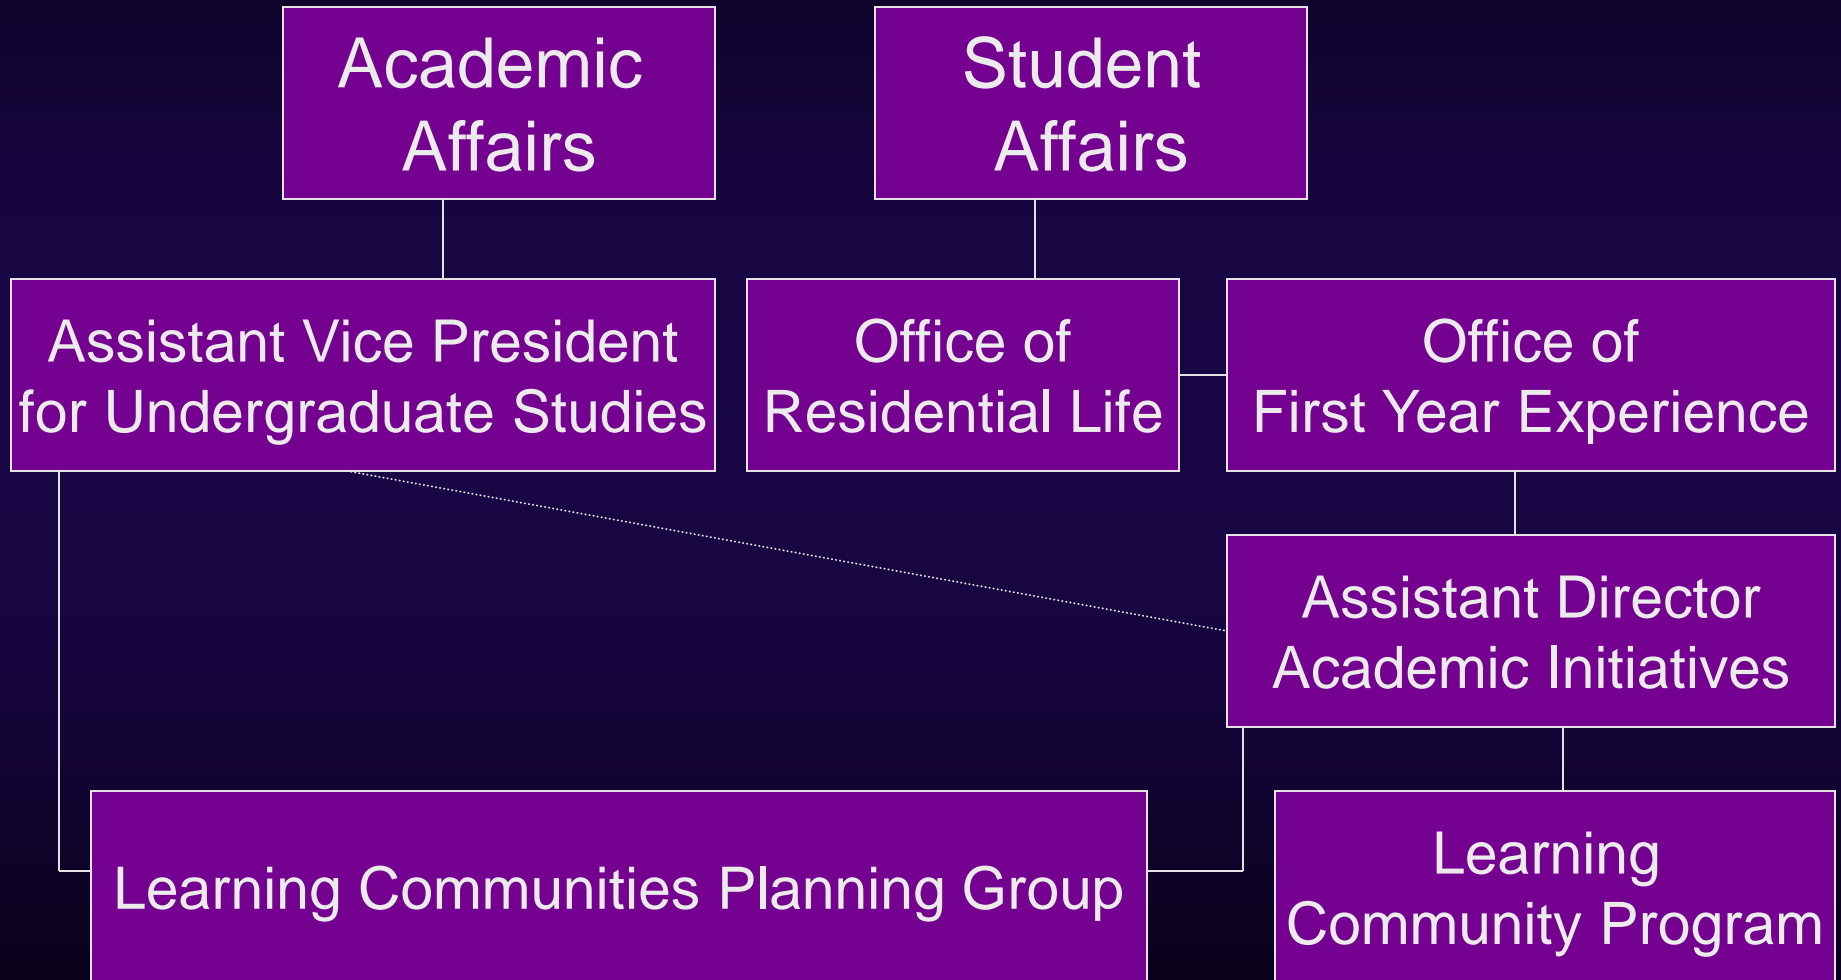 Academic
Affairs
Student
Affairs
Assistant Vice President
for Undergraduate Studies
Office of
Residential Life
Office of
First Year Experience
Assistant Director
Academic Initiatives
Learning Communities Planning Group
Learning
Community Program